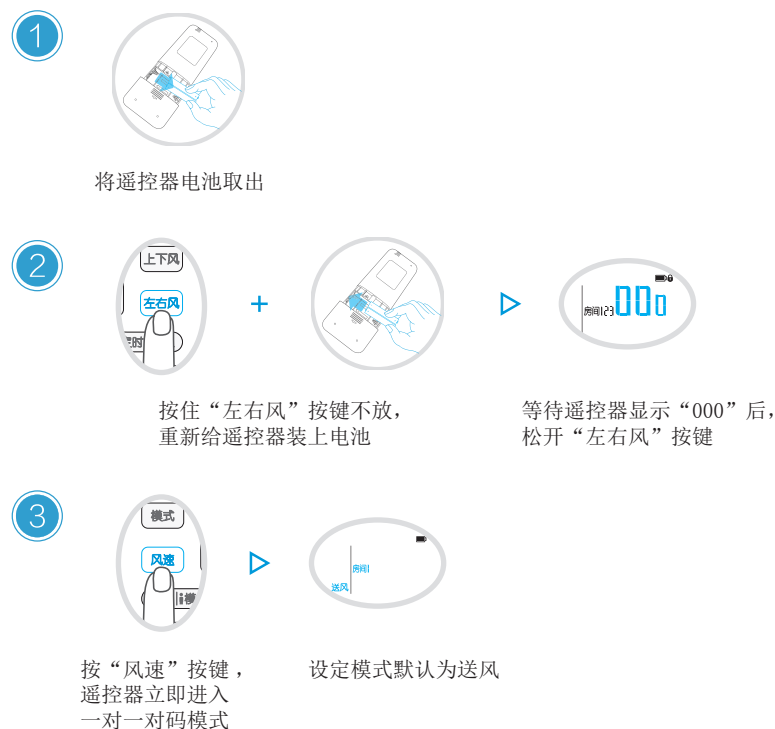 1
将遥控器电池取出
2
上下风
左右风
+
房间123 000
按住“左右风”按键不放，
重新给遥控器装上电池
等待遥控器显示“000”后，
松开“左右风”按键
3
模式
风速
房间1
送风
按“风速”按键，
遥控器立即进入
一对一对码模式
设定模式默认为送风